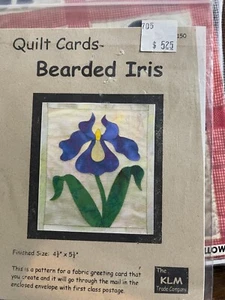 705
$ 525
Quilt Cards-
Bearded Iris
Finished Size: 4½" x 5½"
This is a pattern for a fabric greeting card that
you create and it will go through the mail in the
enclosed envelope with first class postage.
The
KLM
Trade Company
LLOW